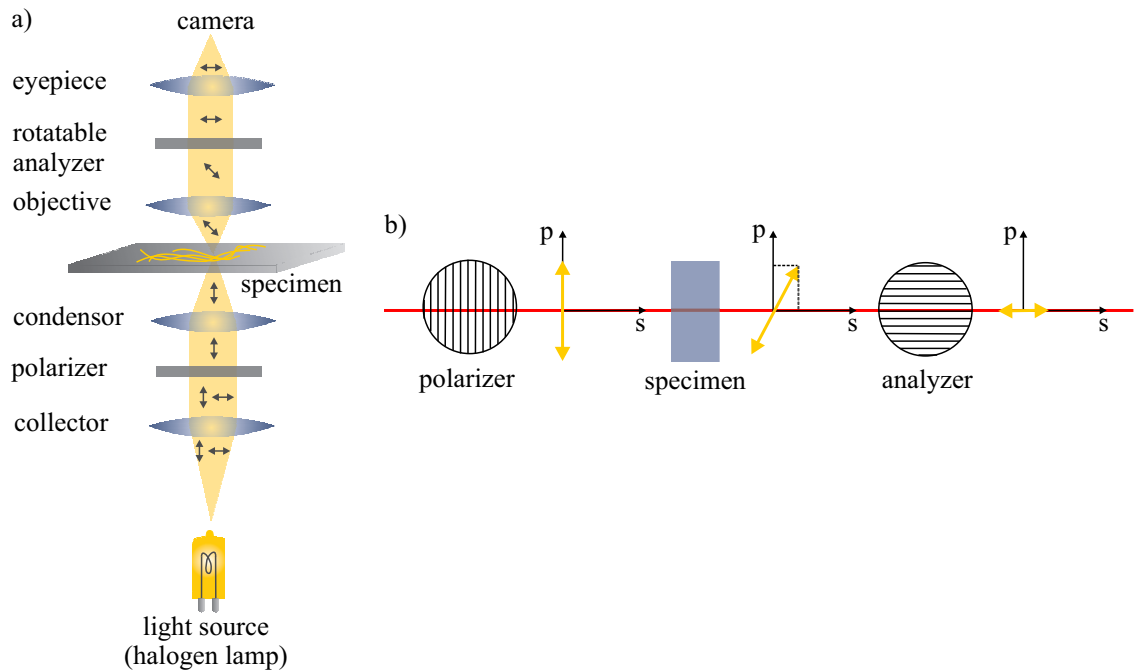 a)
camera
eyepiece
rotatable
analyzer
objective
specimen
condensor
polarizer
collector
light source
(halogen lamp)
b)
p
s
p
s
p
s
polarizer
specimen
analyzer